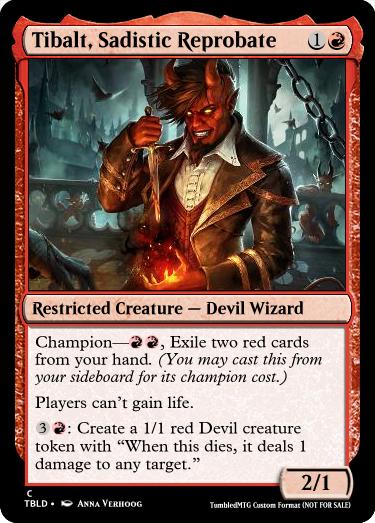 Tibalt, Sadistic Reprobate 1R
Restricted Creature — Devil Wizard
Champion—RR, Exile two red cards
from your hand. (You may cast this from
your sideboard for its champion cost.)
Players can't gain life.
3R: Create a 1/1 red Devil creature
token with “When this dies, it deals 1
damage to any target.”
2/1
C
TBLD • Anna Verhoog
TumbledMTG Custom Format (NOT FOR SALE)